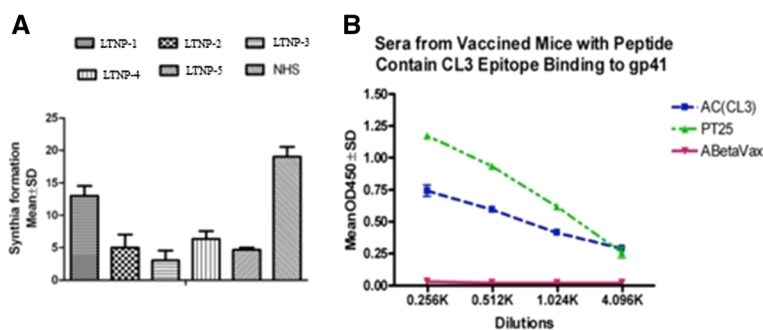 A
LTNP-1 LTNP-2 LTNP-3
LTNP-4 LTNP-5 NHS
Synthia formation
Mean±SD
25
20
15
10
5
0
B
Sera from Vaccined Mice with Peptide
Contain CL3 Epitope Binding to gp41
MeanOD450±SD
1.50
1.25
1.00
0.75
0.50
0.25
0.00
0.256K 0.512K 1.024K 4.096K
Dilutions
AC(CL3)
PT25
ABetaVax